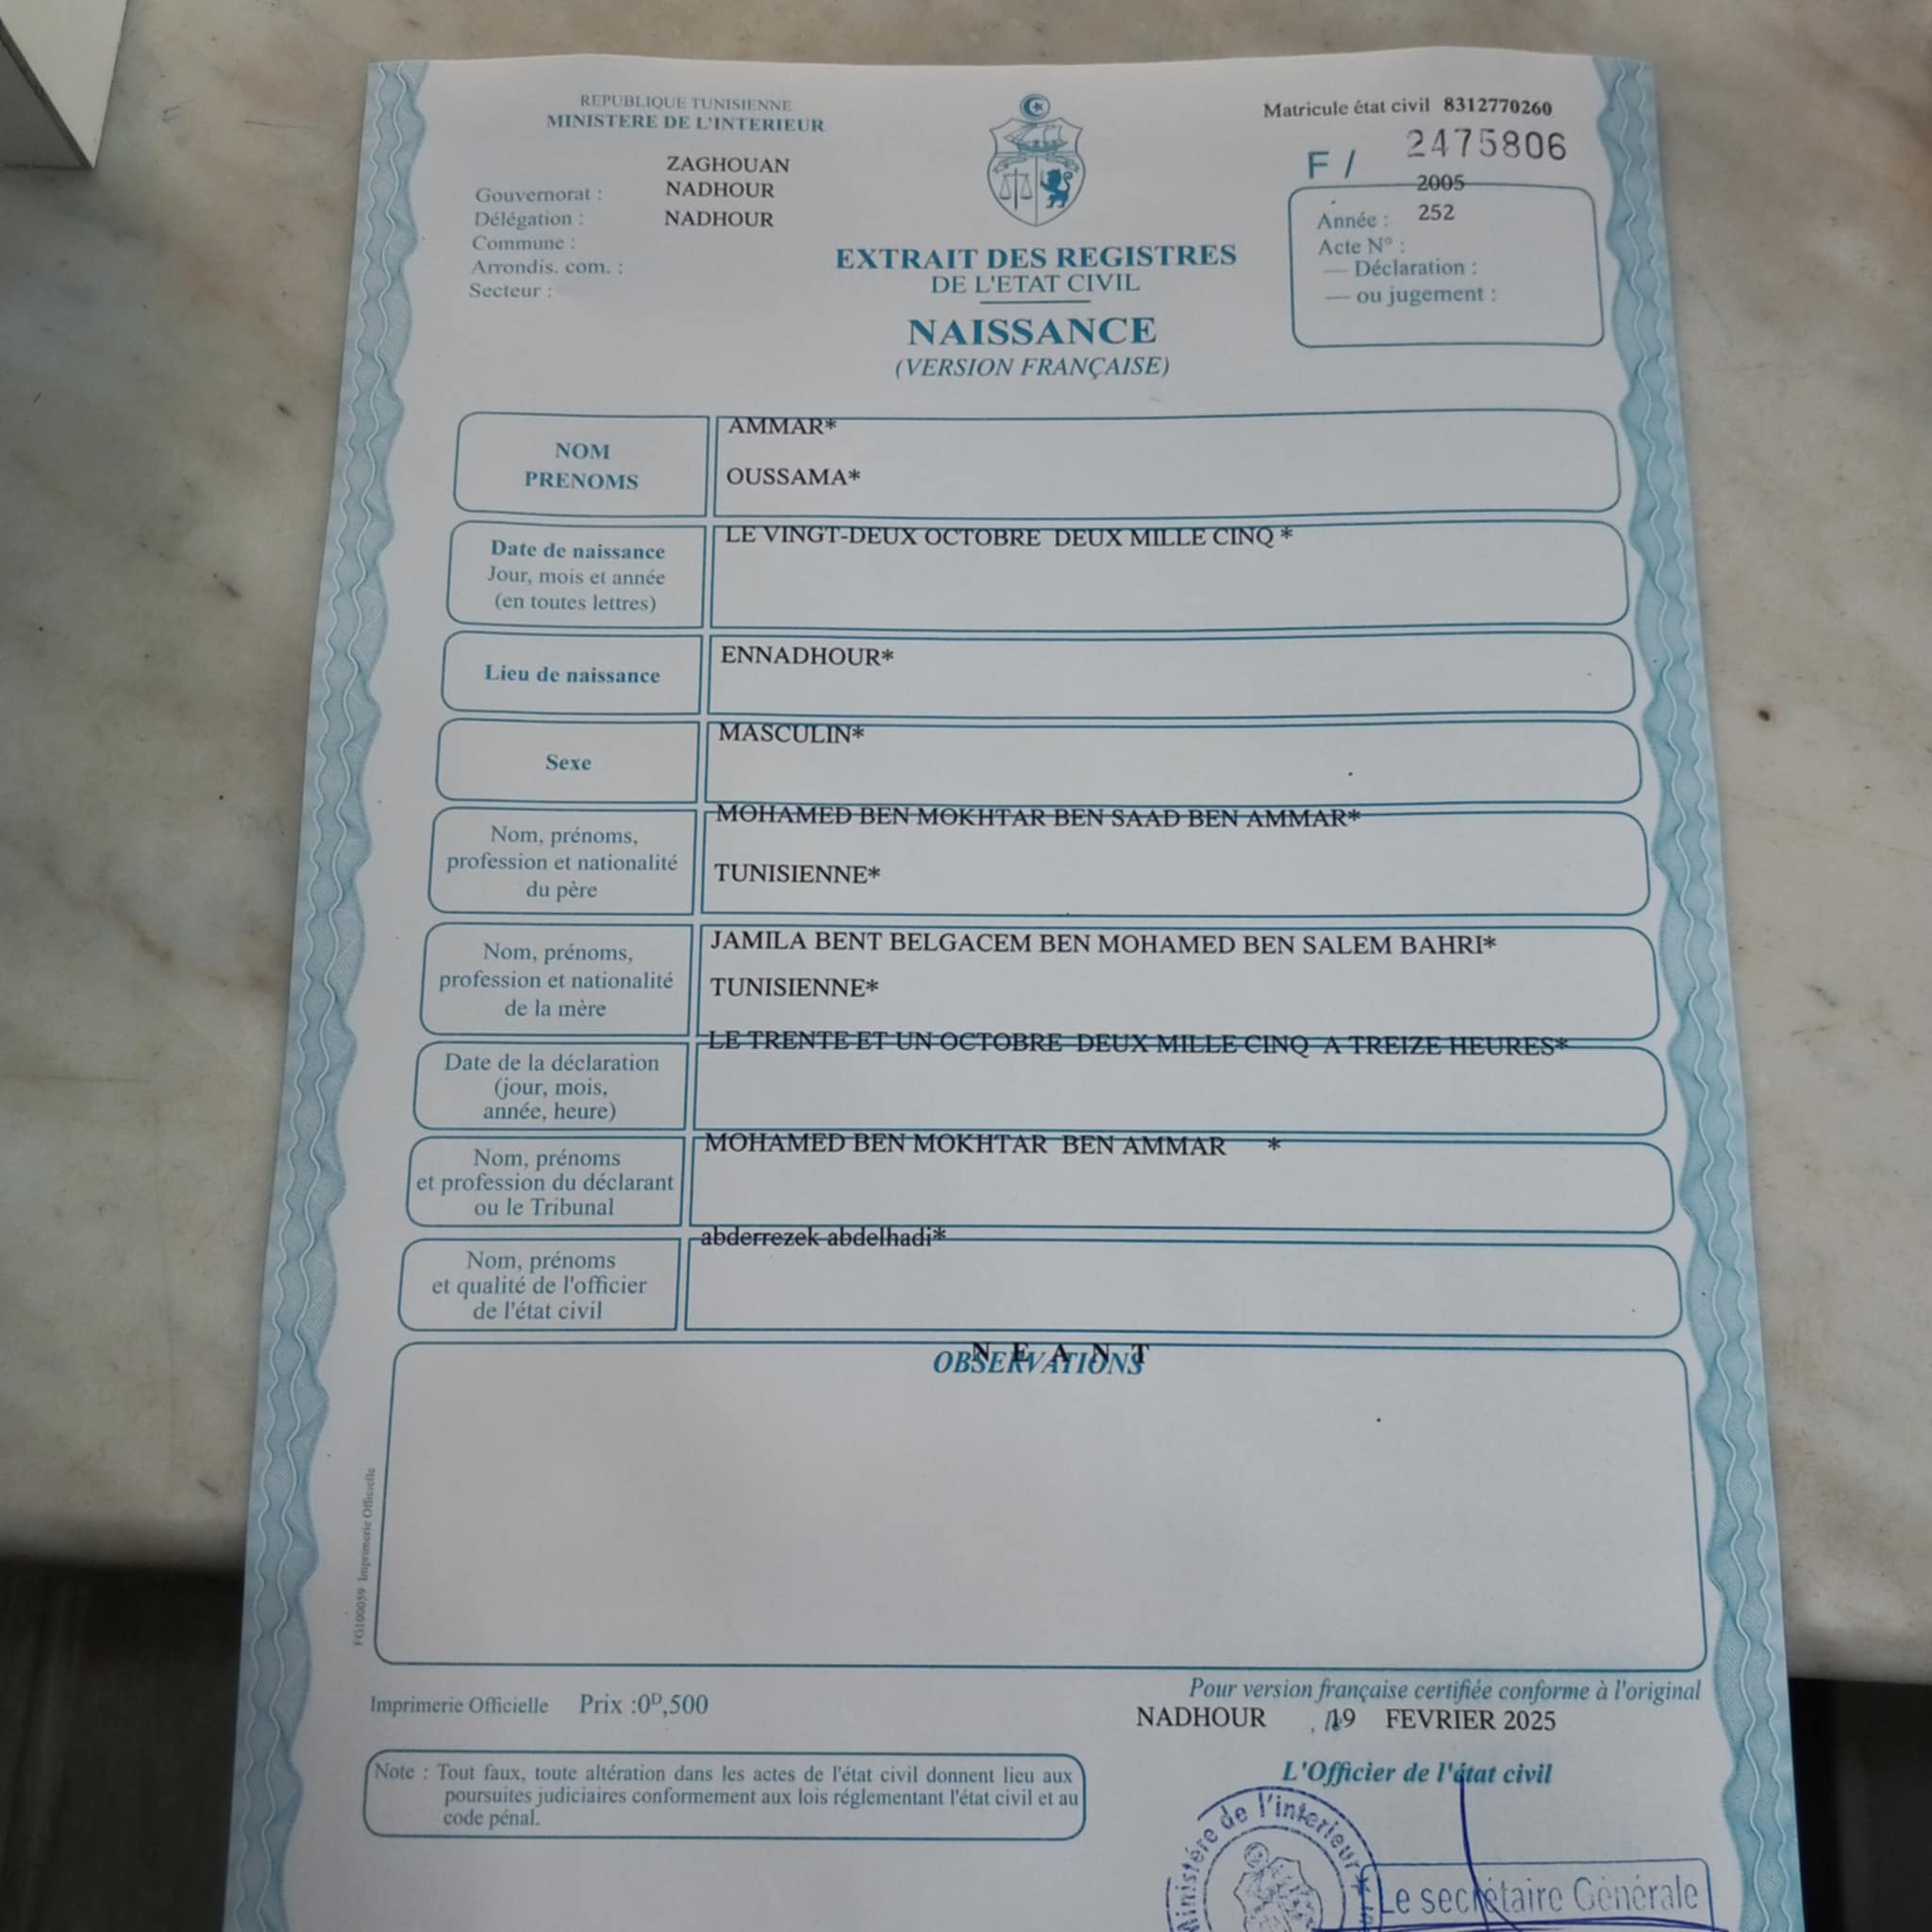 REPUBLIQUE TUNISIENNE
MINISTERE DE L'INTERIEUR
ZAGHOUAN
Gouvernorat : NADHOUR
Délégation : NADHOUR
Commune :
Arrondis. com. :
Secteur :
EXTRAIT DES REGISTRES
DE L'ETAT CIVIL
NAISSANCE
(VERSION FRANÇAISE)
Matricule état civil 8312770260
F / 2475806
2005
Année : 252
Acte N° :
— Déclaration :
— ou jugement :
NOM
PRENOMS
AMMAR*
OUSSAMA*
Date de naissance
Jour, mois et année
(en toutes lettres)
LE VINGT-DEUX OCTOBRE DEUX MILLE CINQ *
Lieu de naissance
ENNADHOUR*
Sexe
MASCULIN*
Nom, prénoms,
profession et nationalité
du père
MOHAMED BEN MOKHTAR BEN SAAD BEN AMMAR*
TUNISIENNE*
Nom, prénoms,
profession et nationalité
de la mère
JAMILA BENT BELGACEM BEN MOHAMED BEN SALEM BAHRI*
TUNISIENNE*
Date de la déclaration
(jour, mois,
année, heure)
LE TRENTE ET UN OCTOBRE DEUX MILLE CINQ A TREIZE HEURES*
Nom, prénoms
et profession du déclarant
ou le Tribunal
MOHAMED BEN MOKHTAR BEN AMMAR *
Nom, prénoms
et qualité de l'officier
de l'état civil
abderrezek abdelhadi*
N E A N T
OBSERVATIONS
FG100059 Imprimerie Officielle
Imprimerie Officielle Prix :0D,500
Pour version française certifiée conforme à l'original
NADHOUR , 19 FEVRIER 2025
Note : Tout faux, toute altération dans les actes de l'état civil donnent lieu aux
poursuites judiciaires conformement aux lois réglementant l'état civil et au
code pénal.
L'Officier de l'état civil
Ministère de l'interieur
Le secrétaire Générale